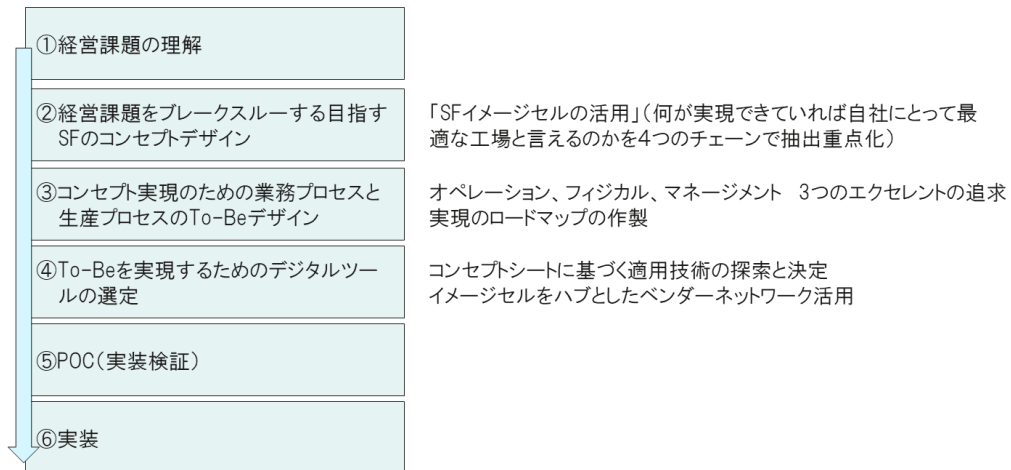 ①経営課題の理解
②経営課題をブレークスルーする目指す
SFのコンセプトデザイン
「SFイメージセルの活用」(何が実現できていれば自社にとって最
適な工場と言えるのかを4つのチェーンで抽出重点化)
③コンセプト実現のための業務プロセスと
生産プロセスのTo-Beデザイン
オペレーション、フィジカル、マネージメント　3つのエクセレントの追求
実現のロードマップの作製
④To-Beを実現するためのデジタルツー
ルの選定
コンセプトシートに基づく適用技術の探索と決定
イメージセルをハブとしたベンダーネットワーク活用
⑤POC(実装検証)
⑥実装